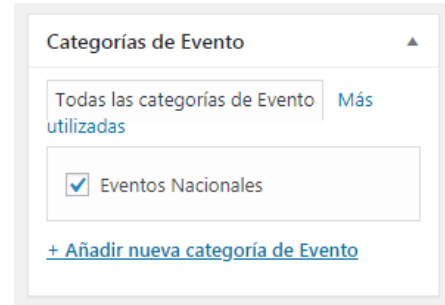 Categorías de Evento
Todas las categorías de Evento Más
utilizadas
Eventos Nacionales
+ Añadir nueva categoría de Evento